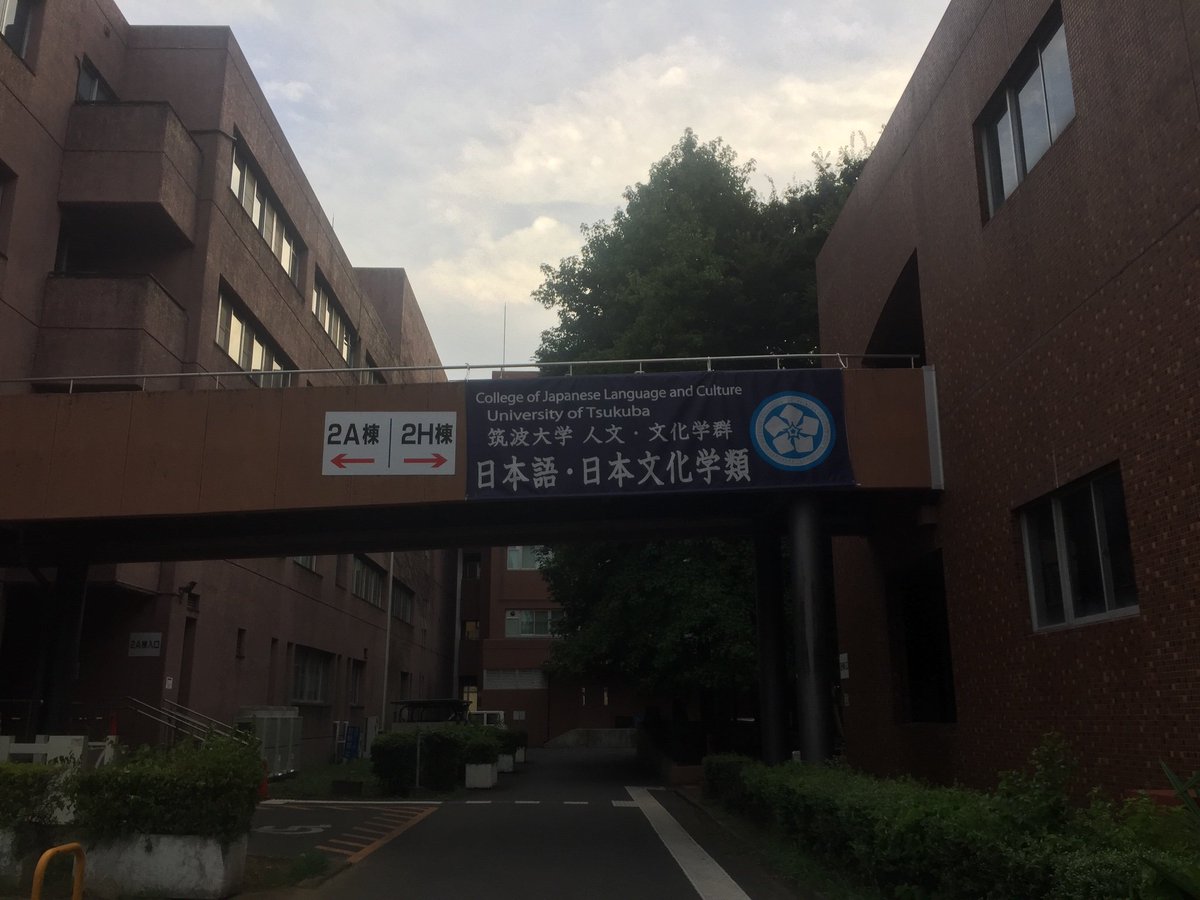 College of Japanese Language and Culture
University of Tsukuba
筑波大学 人文・文化学群
日本語・日本文化学類
2A棟
2H棟
2A棟入口